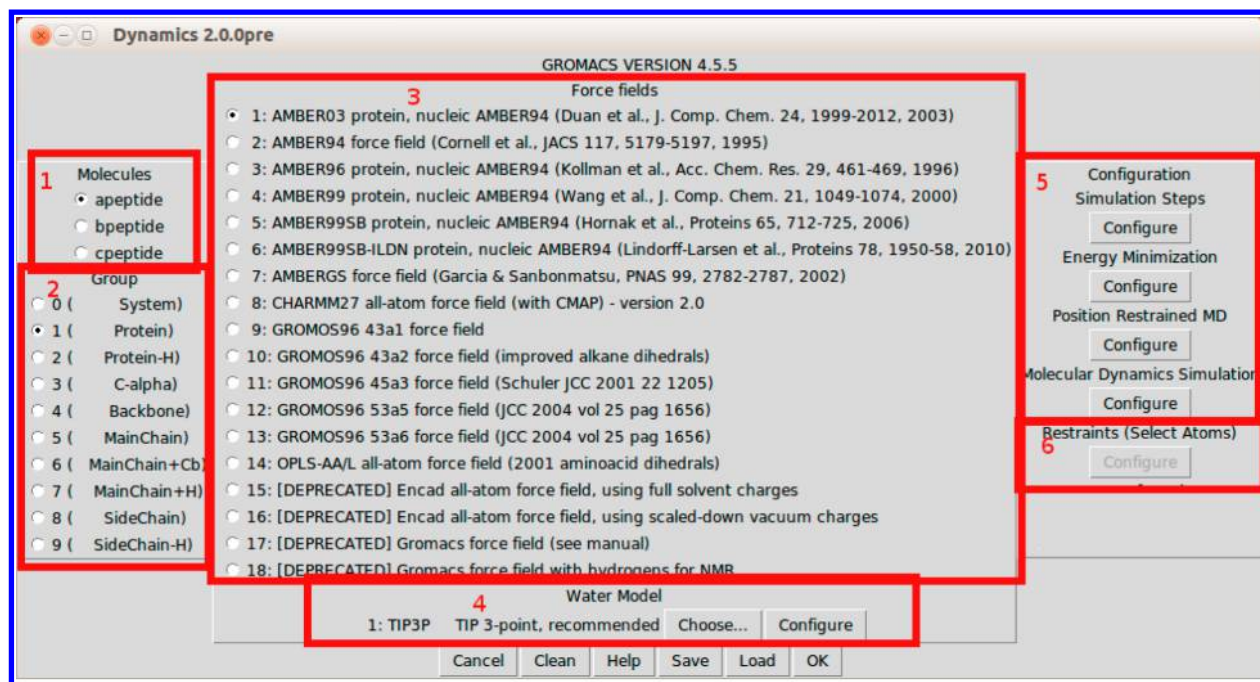 Dynamics 2.0.0pre
GROMACS VERSION 4.5.5
1
Molecules
apeptide
bpeptide
cpeptide
2
Group
0 ( System)
1 ( Protein)
2 ( Protein-H)
3 ( C-alpha)
4 ( Backbone)
5 ( MainChain)
6 ( MainChain+Cb)
7 ( MainChain+H)
8 ( SideChain)
9 ( SideChain-H)
Force fields
3
1: AMBER03 protein, nucleic AMBER94 (Duan et al., J. Comp. Chem. 24, 1999-2012, 2003)
2: AMBER94 force field (Cornell et al., JACS 117, 5179-5197, 1995)
3: AMBER96 protein, nucleic AMBER94 (Kollman et al., Acc. Chem. Res. 29, 461-469, 1996)
4: AMBER99 protein, nucleic AMBER94 (Wang et al., J. Comp. Chem. 21, 1049-1074, 2000)
5: AMBER99SB protein, nucleic AMBER94 (Hornak et al., Proteins 65, 712-725, 2006)
6: AMBER99SB-ILDN protein, nucleic AMBER94 (Lindorff-Larsen et al., Proteins 78, 1950-58, 2010)
7: AMBERGS force field (Garcia & Sanbonmatsu, PNAS 99, 2782-2787, 2002)
8: CHARMM27 all-atom force field (with CMAP) - version 2.0
9: GROMOS96 43a1 force field
10: GROMOS96 43a2 force field (improved alkane dihedrals)
11: GROMOS96 45a3 force field (Schuler JCC 2001 22 1205)
12: GROMOS96 53a5 force field (JCC 2004 vol 25 pag 1656)
13: GROMOS96 53a6 force field (JCC 2004 vol 25 pag 1656)
14: OPLS-AA/L all-atom force field (2001 aminoacid dihedrals)
15: [DEPRECATED] Encad all-atom force field, using full solvent charges
16: [DEPRECATED] Encad all-atom force field, using scaled-down vacuum charges
17: [DEPRECATED] Gromacs force field (see manual)
18: [DEPRECATED] Gromacs force field with hydrogens for NMR
Water Model
4
1: TIP3P TIP 3-point, recommended Choose... Configure
5
Configuration
Simulation Steps
Configure
Energy Minimization
Configure
Position Restrained MD
Configure
Molecular Dynamics Simulation
Configure
Restraints (Select Atoms)
6
Configure
Cancel Clean Help Save Load OK